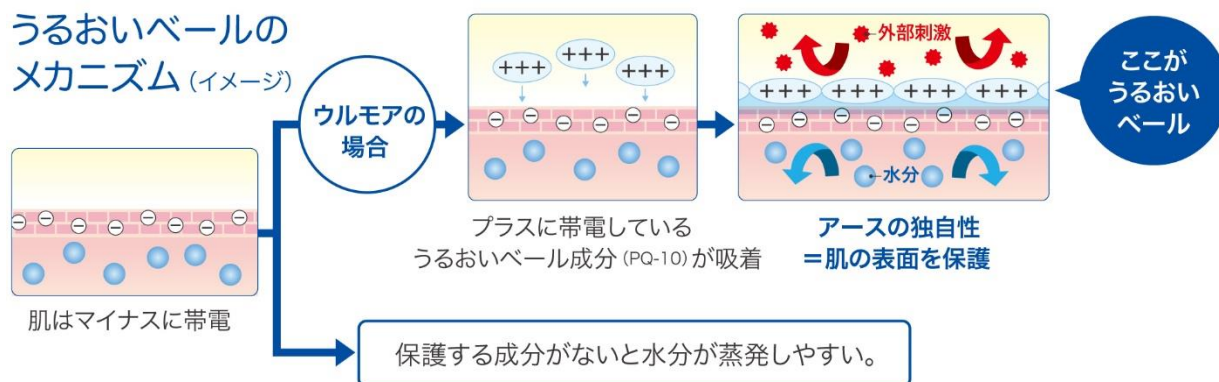 うるおいベールの
メカニズム(イメージ)
肌はマイナスに帯電
ウルモアの
場合
+++
+++
+++
プラスに帯電している
うるおいベール成分(PQ-10)が吸着
外部刺激
+++
+++
+++
+++
水分
アースの独自性
=肌の表面を保護
ここが
うるおい
ベール
保護する成分がないと水分が蒸発しやすい。